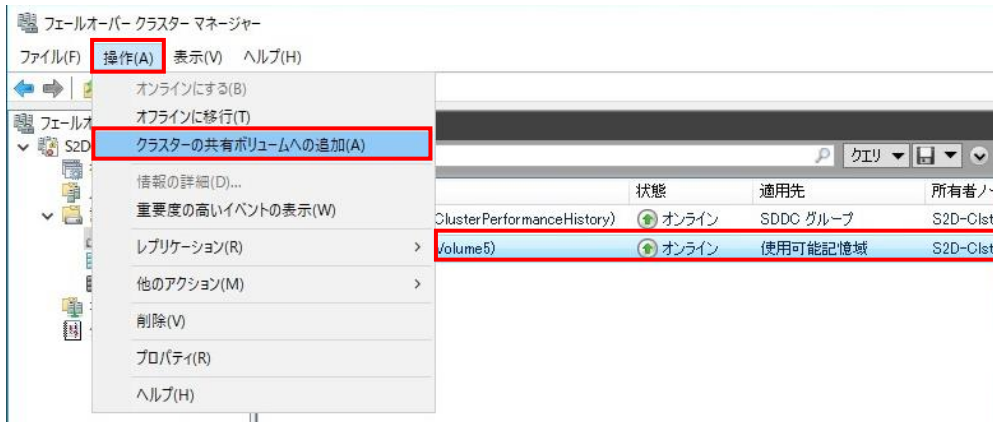 フェールオーバー クラスター マネージャー
ファイル(F) 操作(A) 表示(V) ヘルプ(H)
オンラインにする(B)
オフラインに移行(T)
クラスターの共有ボリュームへの追加(A)
情報の詳細(D)...
重要度の高いイベントの表示(W)
レプリケーション(R)
他のアクション(M)
削除(V)
プロパティ(R)
ヘルプ(H)
フェールオ
S2D
クエリ
状態 適用先 所有者ノ
ClusterPerformanceHistory) オンライン SDDC グループ S2D-Clst
Volume5) オンライン 使用可能記憶域 S2D-Clst